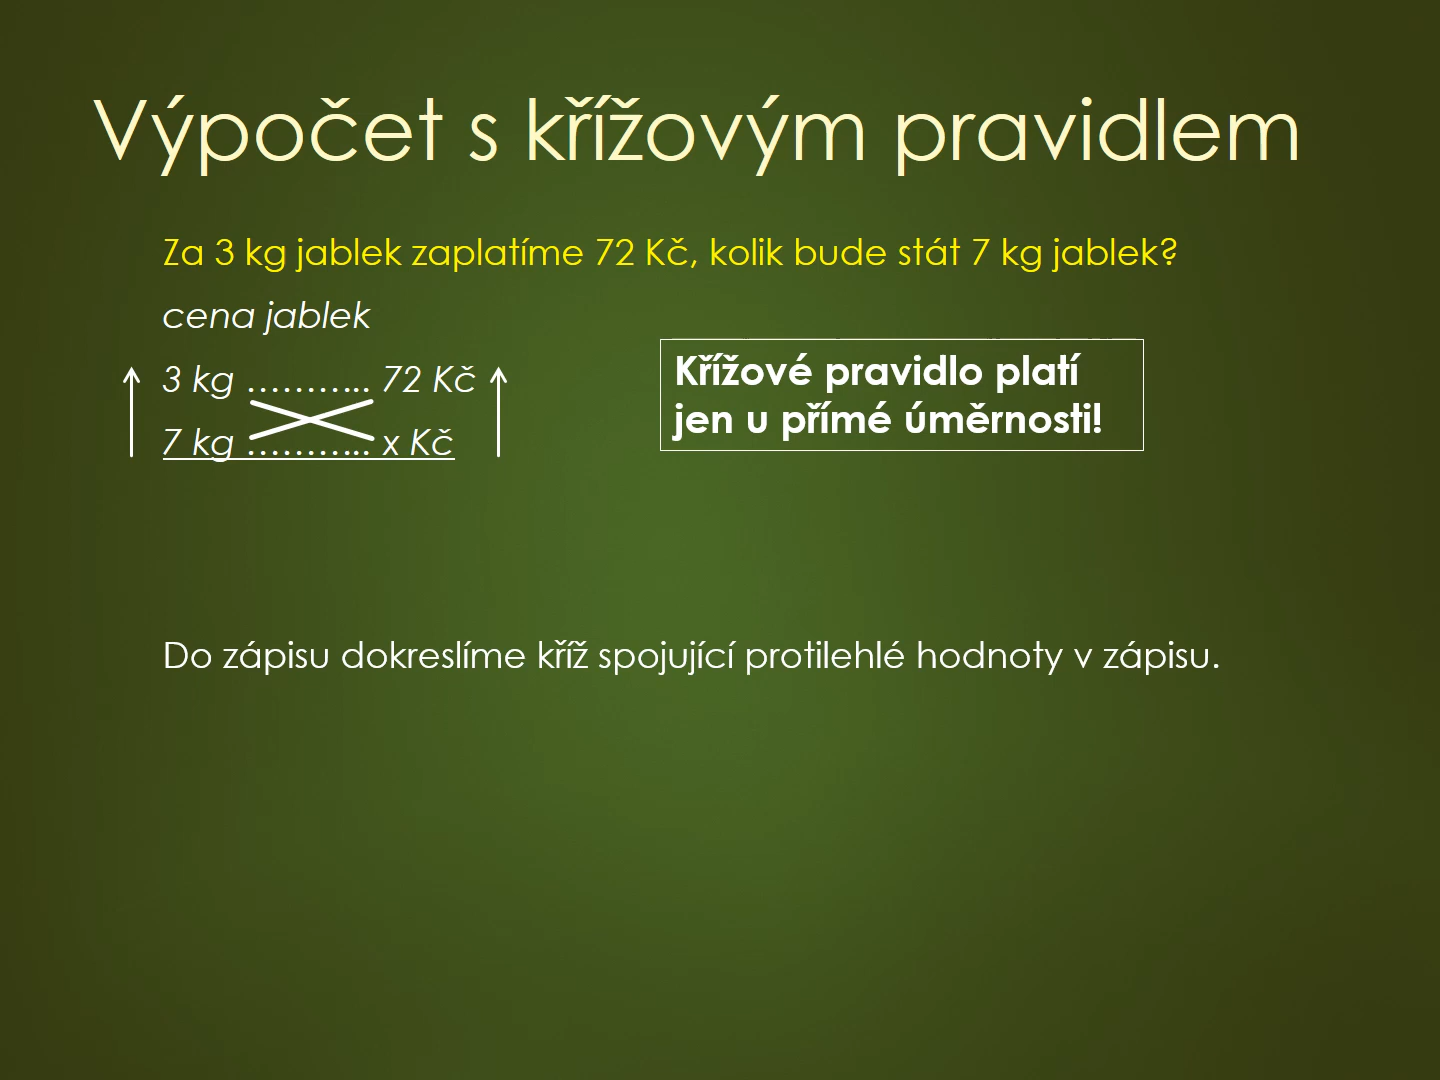 Výpočet s křížovým pravidlem
Za 3 kg jablek zaplatíme 72 Kč, kolik bude stát 7 kg jablek?
cena jablek
3 kg ……….. 72 Kč
7 kg ……….. x Kč
Křížové pravidlo platí
jen u přímé úměrnosti!
Do zápisu dokreslíme kříž spojující protilehlé hodnoty v zápisu.